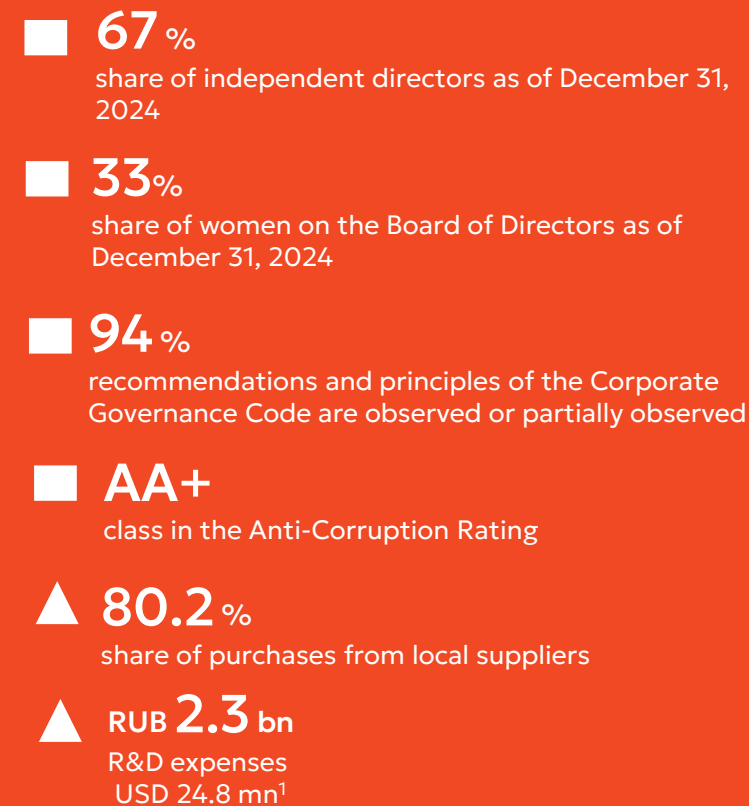 67 %
share of independent directors as of December 31,
2024
33%
share of women on the Board of Directors as of
December 31, 2024
94 %
recommendations and principles of the Corporate
Governance Code are observed or partially observed
AA+
class in the Anti-Corruption Rating
80.2 %
share of purchases from local suppliers
RUB 2.3 bn
R&D expenses
USD 24.8 mn¹